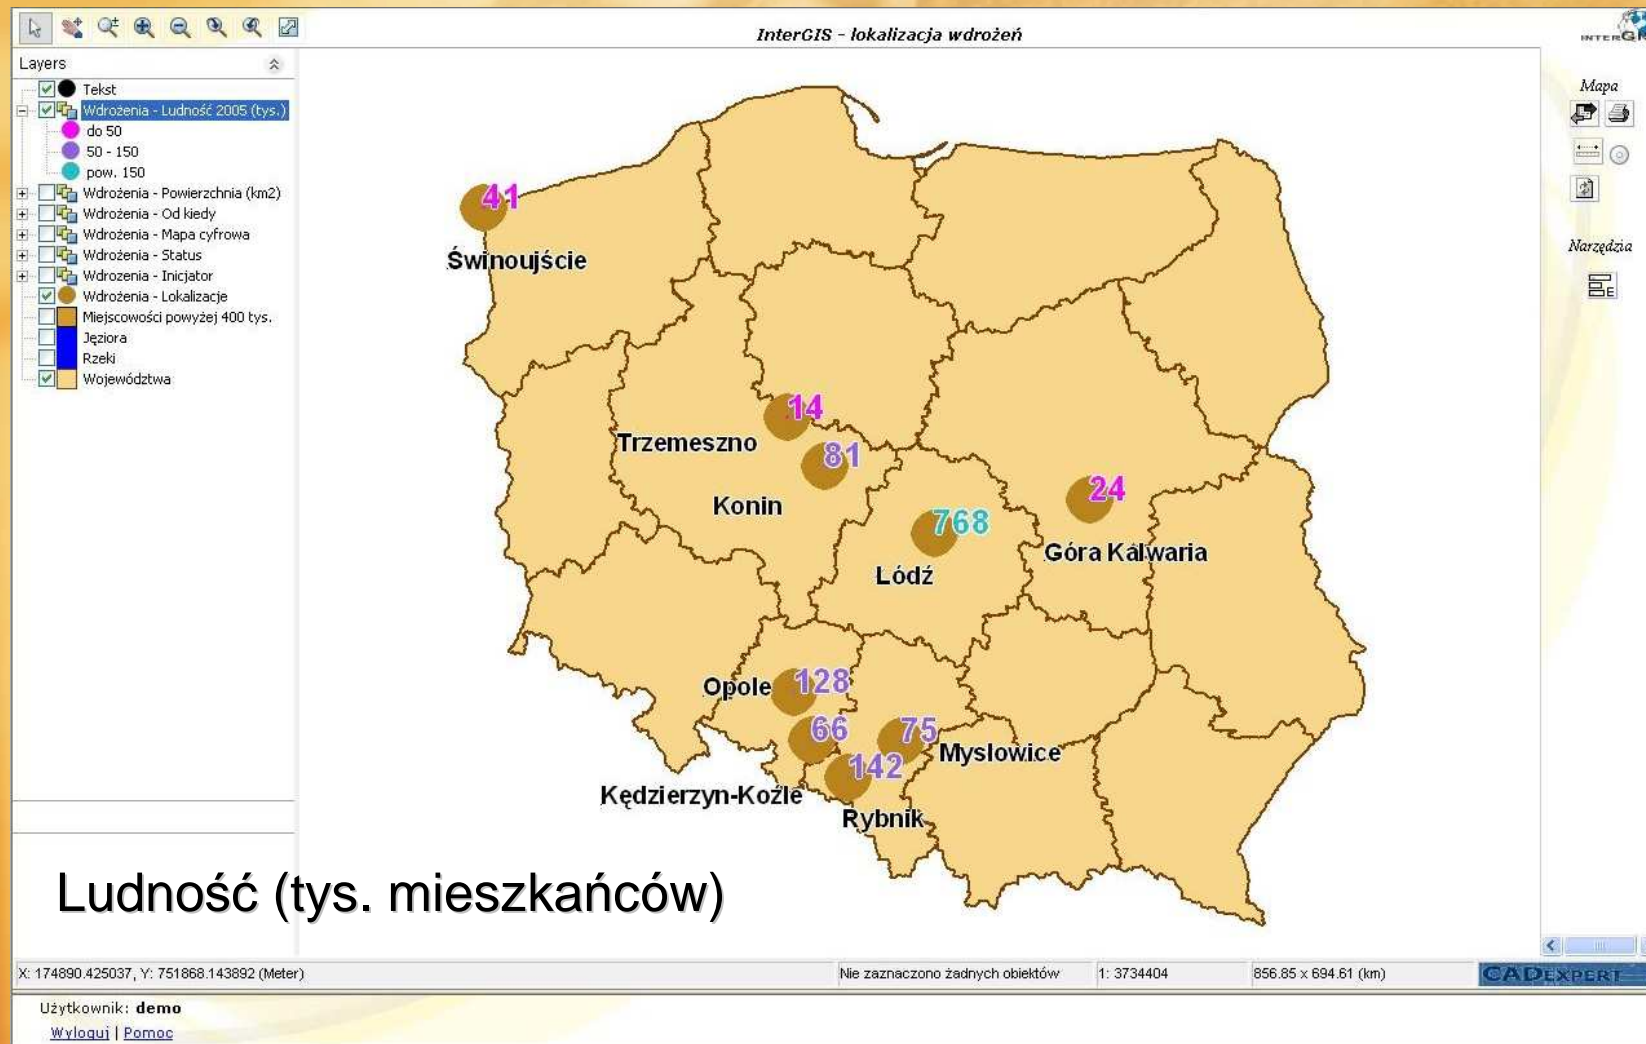 InterGIS - lokalizacja wdrożeń
Layers
Tekst
Wdrożenia - Ludność 2005 (tys.)
do 50
50 - 150
pow. 150
Wdrożenia - Powierzchnia (km2)
Wdrożenia - Od kiedy
Wdrożenia - Mapa cyfrowa
Wdrożenia - Status
Wdrozenia - Inicjator
Wdrożenia - Lokalizacje
Miejscowości powyżej 400 tys.
Jęziora
Rzeki
Województwa
41
Świnoujście
14
Trzemeszno
81
Konin
24
Góra Kalwaria
768
Łódź
Opole
128
66
75
Mysłowice
142
Kędzierzyn-Koźle
Rybnik
Mapa
Narzędzia
Ludność (tys. mieszkańców)
X: 174890.425037, Y: 751868.143892 (Meter)
Nie zaznaczono żadnych obiektów
1: 3734404
856.85 x 694.61 (km)
CADEXPERT
Użytkownik: demo
Wyloguj | Pomoc